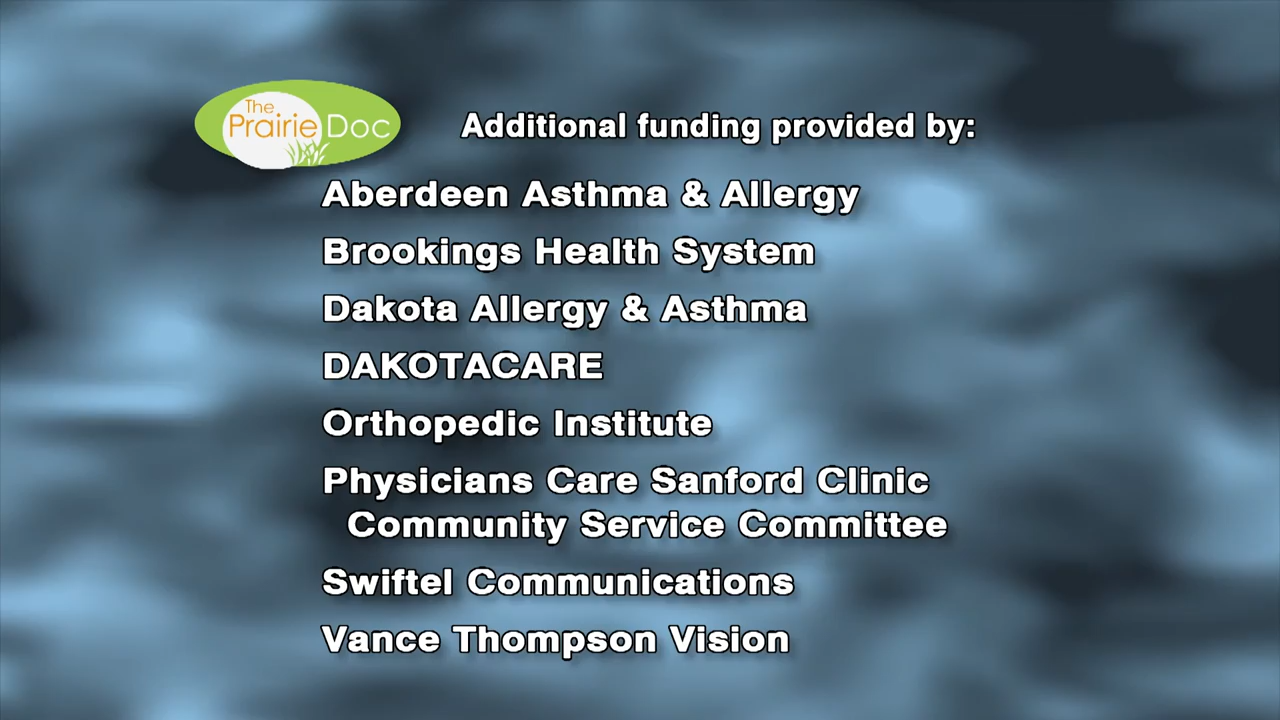 The
Prairie Doc
Additional funding provided by:
Aberdeen Asthma & Allergy
Brookings Health System
Dakota Allergy & Asthma
DAKOTACARE
Orthopedic Institute
Physicians Care Sanford Clinic
Community Service Committee
Swiftel Communications
Vance Thompson Vision